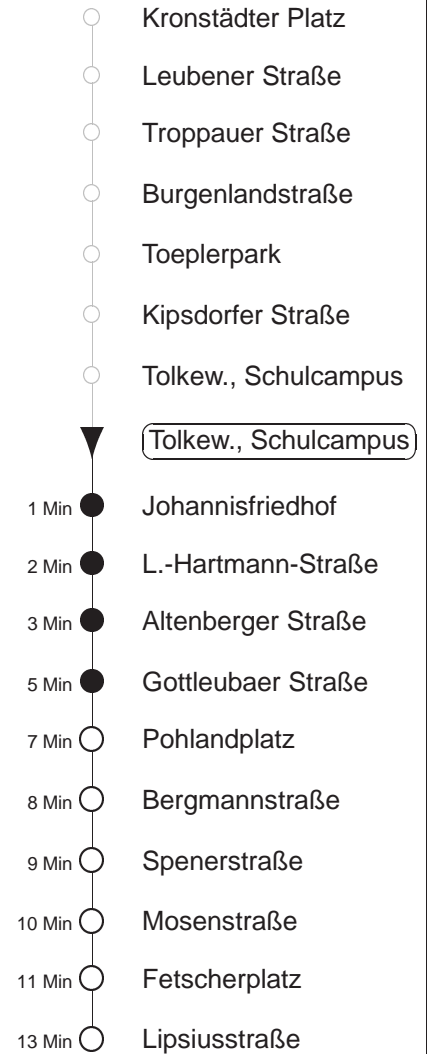 Kronstädter Platz
Leubener Straße
Troppauer Straße
Burgenlandstraße
Toeplerpark
Kipsdorfer Straße
Tolkew., Schulcampus
Tolkew., Schulcampus
1 Min Johannisfriedhof
2 Min L.-Hartmann-Straße
3 Min Altenberger Straße
5 Min Gottleubaer Straße
7 Min Pohlandplatz
8 Min Bergmannstraße
9 Min Spenerstraße
10 Min Mosenstraße
11 Min Fetscherplatz
13 Min Lipsiusstraße